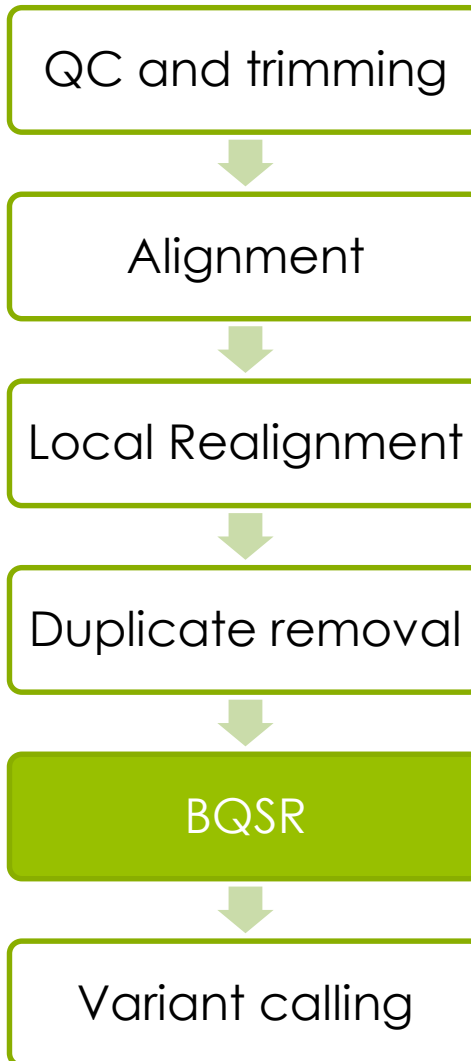 QC and trimming
Alignment
Local Realignment
Duplicate removal
BQSR
Variant calling